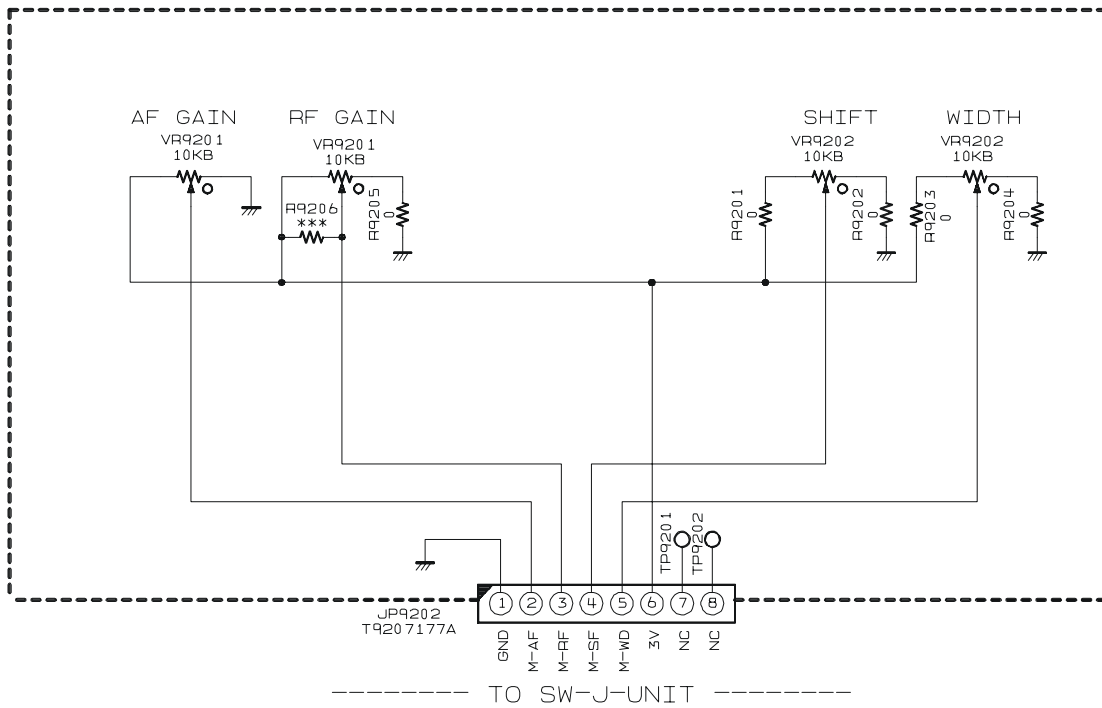 AF GAIN
VR9201
10KB
RF GAIN
VR9201
10KB
R9206
***
R9205
0
SHIFT
VR9202
10KB
WIDTH
VR9202
10KB
R9201
0
R9202
0
R9203
0
R9204
0
TP9201
TP9202
JP9202
T9207177A
1 2 3 4 5 6 7 8
GND
M-AF
M-RF
M-SF
M-WD
3V
NC
NC
-------- TO SW-J-UNIT --------